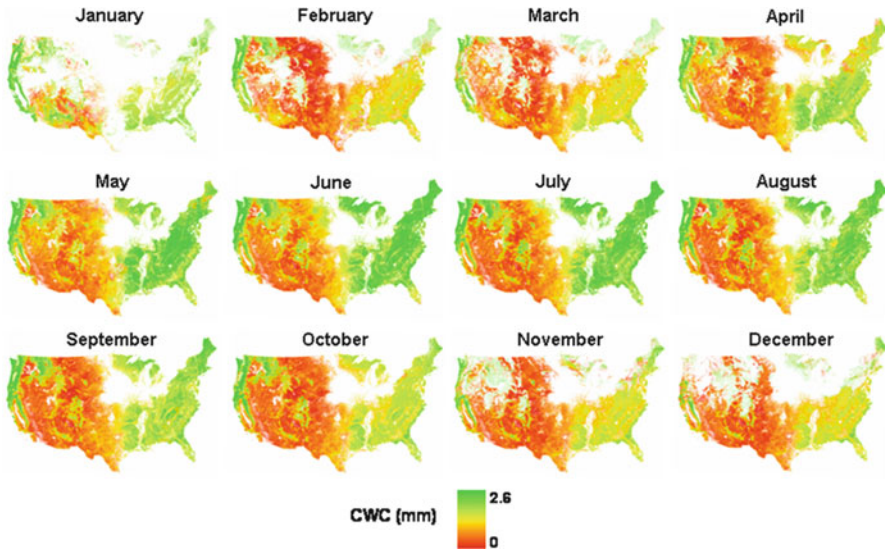 January
February
March
April
May
June
July
August
September
October
November
December
CWC (mm)
2.6
0